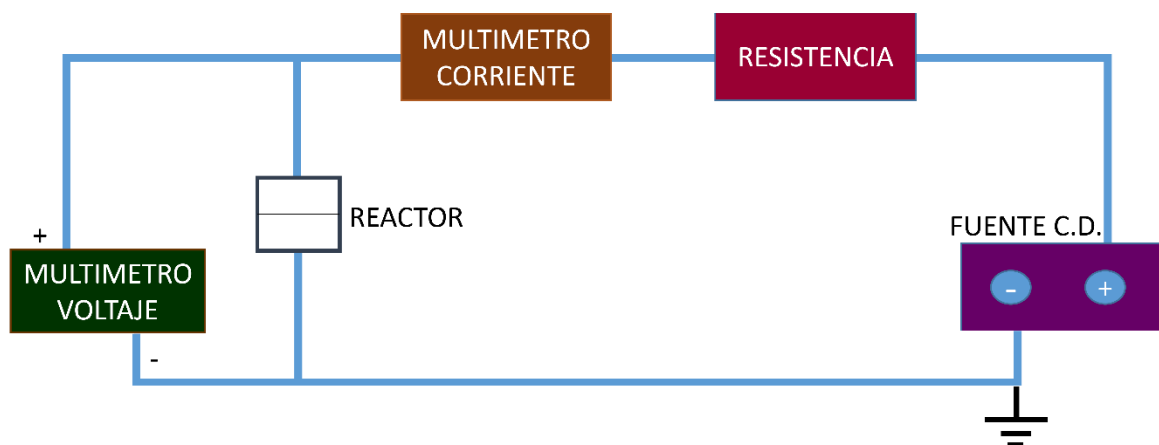 MULTIMETRO
CORRIENTE
RESISTENCIA
REACTOR
+
MULTIMETRO
VOLTAJE
-
FUENTE C.D.
- +